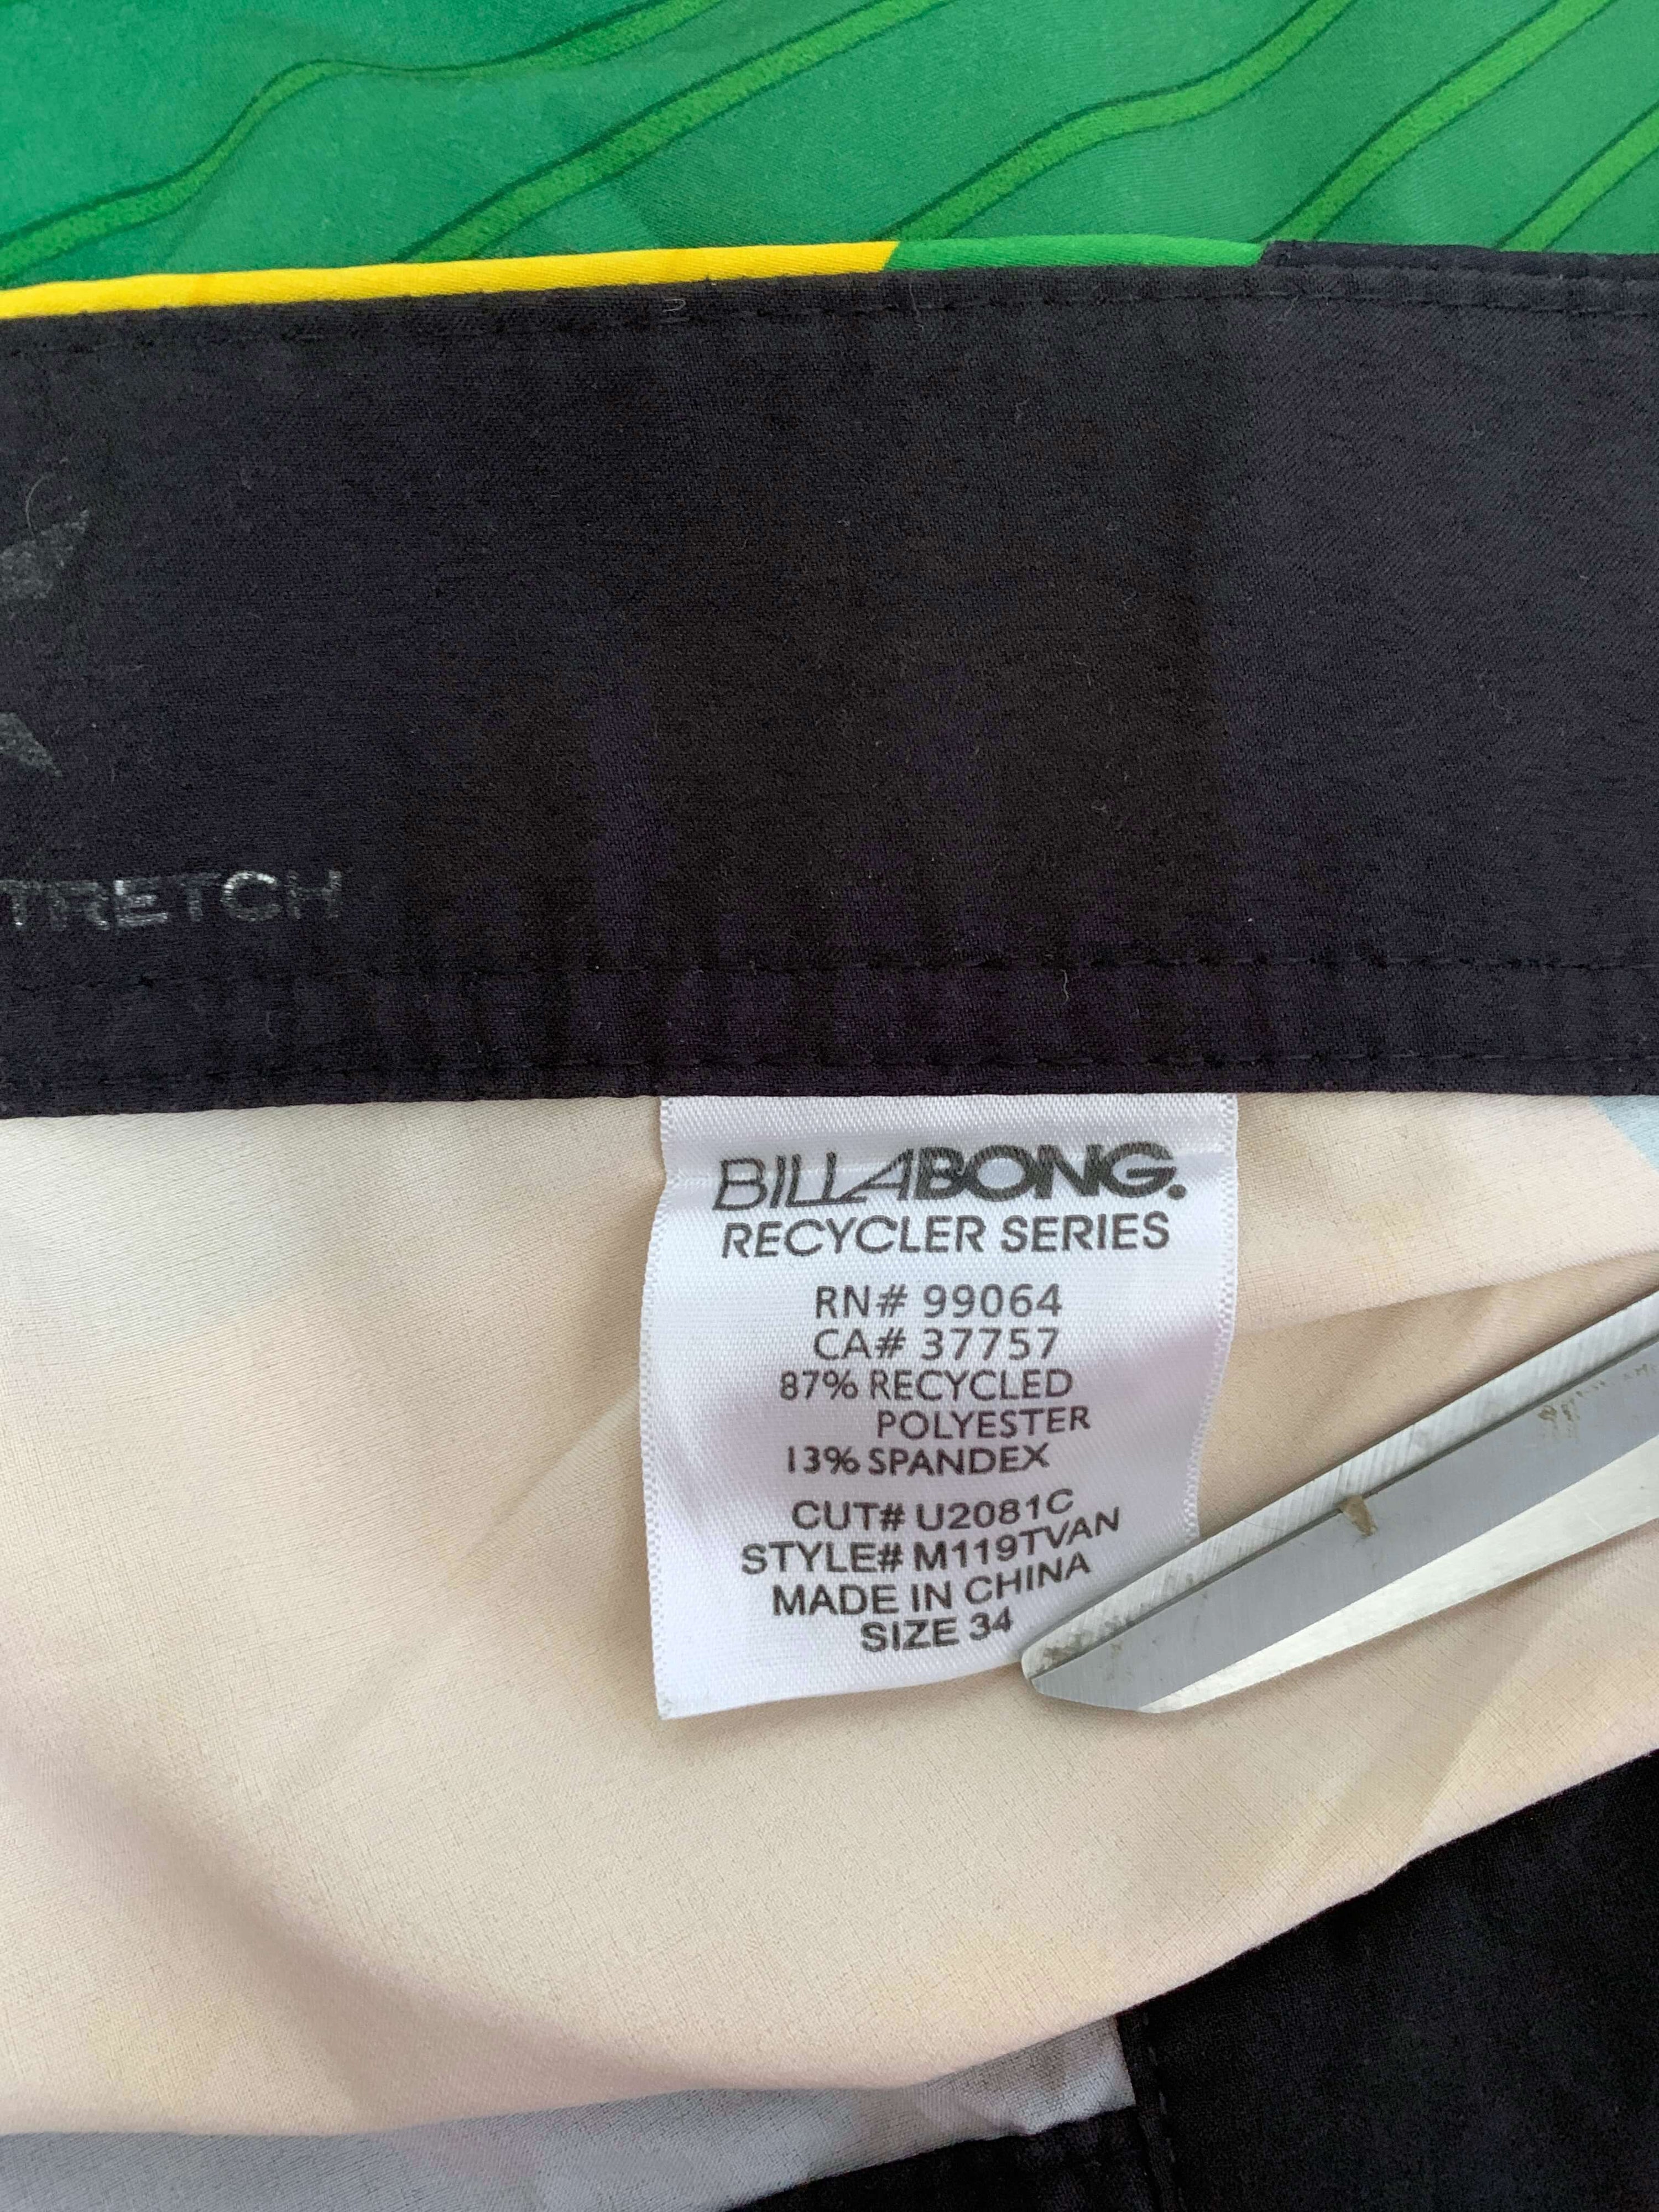 TRETCH
BILLABONG.
RECYCLER SERIES
RN# 99064
CA# 37757
87% RECYCLED
POLYESTER
13% SPANDEX
CUT# U2081C
STYLE# M119TVAN
MADE IN CHINA
SIZE 34